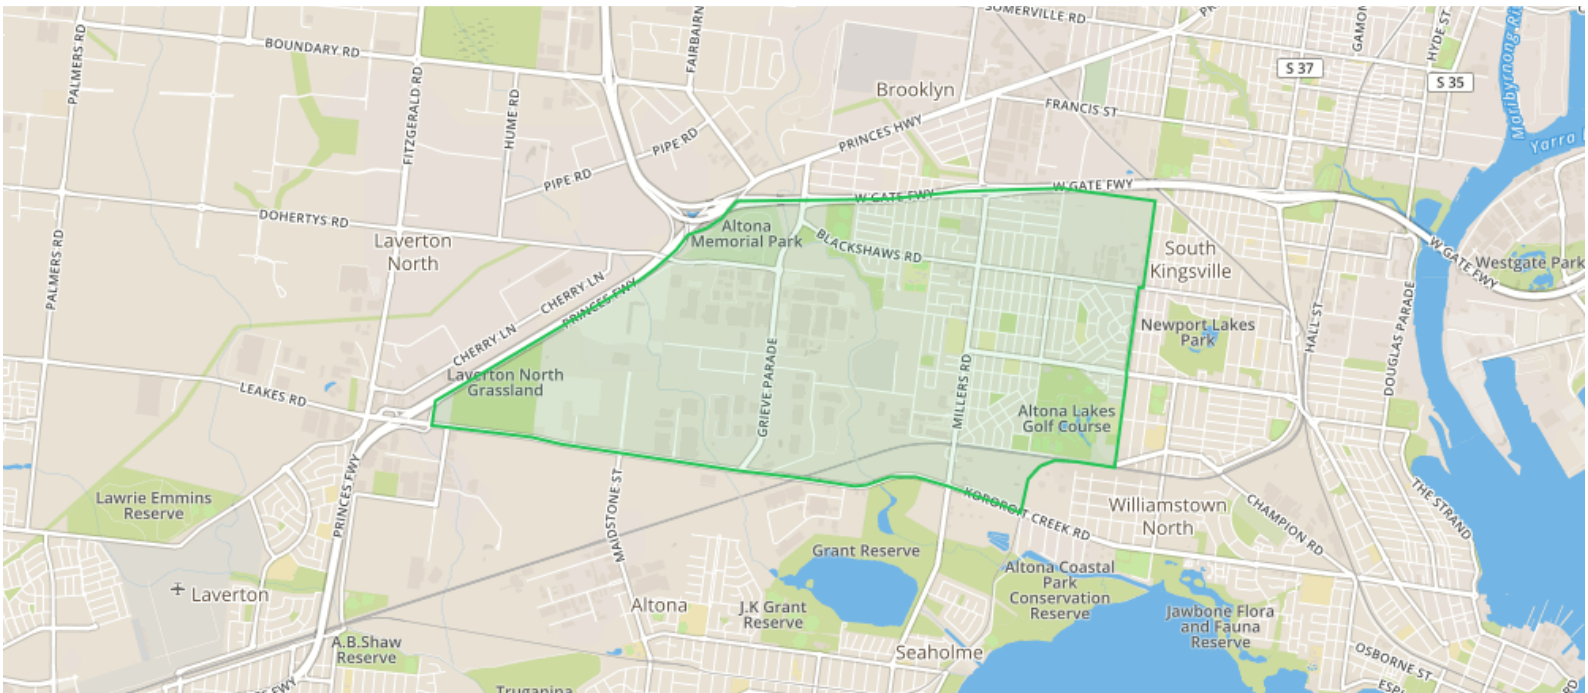 SOMERVILLE RD
PALMERS RD
BOUNDARY RD
FITZGERALD RD
HUME RD
FAIRBAIRN
PIPE RD
PIPE RD
Brooklyn
PRINCES HWY
FRANCIS ST
S 37
S 35
HYDE ST
Maribyrnong
Yarra
DOHERTYS RD
PALMERS RD
Laverton
North
Altona
Memorial Park
W GATE FWY
W GATE FWY
BLACKSHAWS RD
South
Kingsville
W GATE FWY
Westgate Park
CHERRY LN
PRINCES FWY
CHERRY LN
Laverton North
Grassland
LEAKES RD
GRIEVE PARADE
MILLERS RD
Newport Lakes
Park
HALL ST
DOUGLAS PARADE
Altona Lakes
Golf Course
Lawrie Emmins
Reserve
PRINCES FWY
MAIDSTONE ST
KOROROIT CREEK RD
Williamstown
North
CHAMPION RD
THE STRAND
Grant Reserve
Altona Coastal
Park
Conservation
Reserve
Laverton
Altona
J.K Grant
Reserve
Jawbone Flora
and Fauna
Reserve
A.B.Shaw
Reserve
Seaholme
OSBORNE ST
Truganina